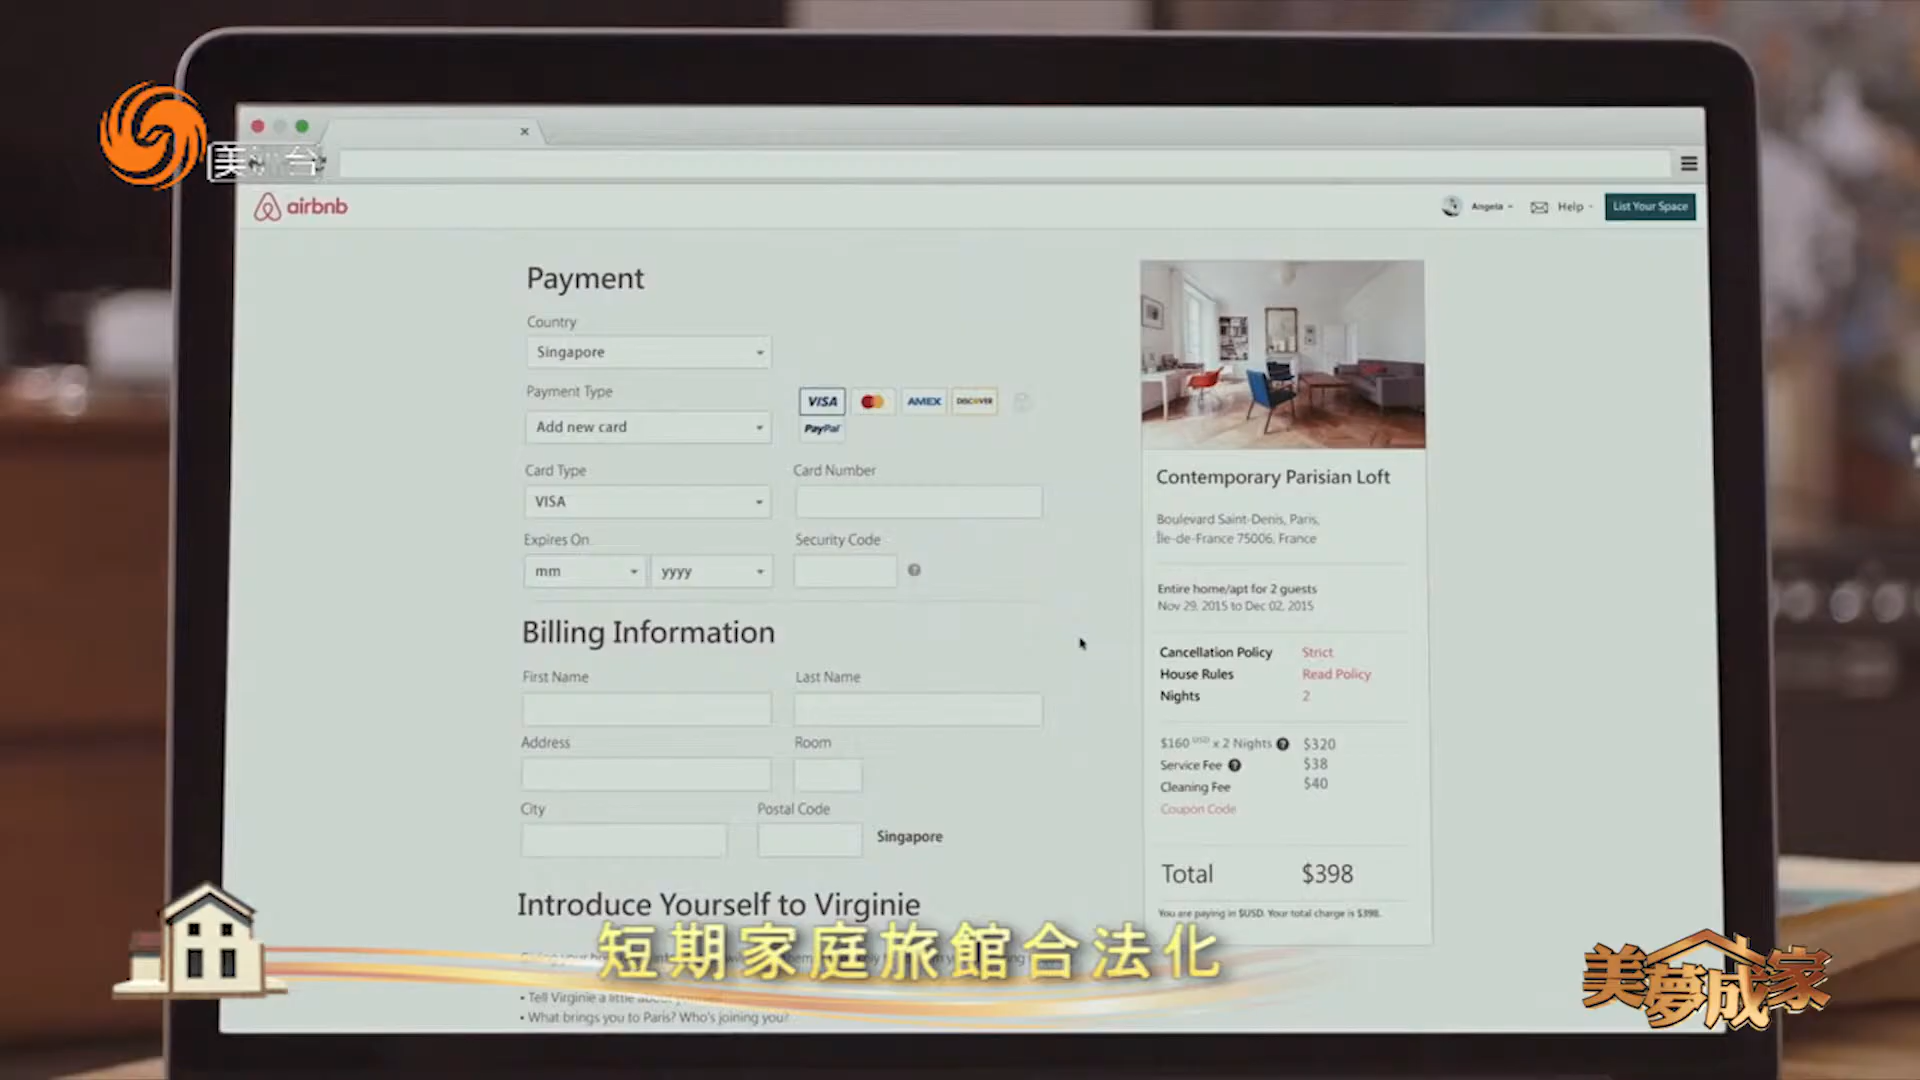 美洲台
airbnb
Angela
Help
List Your Space
Payment
Country
Singapore
Payment Type
Add new card
VISA
AMEX
DISCOVER
PayPal
Card Type
Card Number
VISA
Expires On
Security Code
mm
yyyy
Billing Information
First Name
Last Name
Address
Room
City
Postal Code
Singapore
Introduce Yourself to Virginie
• Tell Virginie a little about
• What brings you to Paris? Who's joining you?
Contemporary Parisian Loft
Boulevard Saint-Denis, Paris,
Île-de-France 75006, France
Entire home/apt for 2 guests
Nov 29, 2015 to Dec 02, 2015
Cancellation Policy Strict
House Rules Read Policy
Nights 2
$160 USD x 2 Nights ? $320
Service Fee ? $38
Cleaning Fee $40
Coupon Code
Total $398
You are paying in $USD. Your total charge is $398.
短期家庭旅館合法化
美夢成家